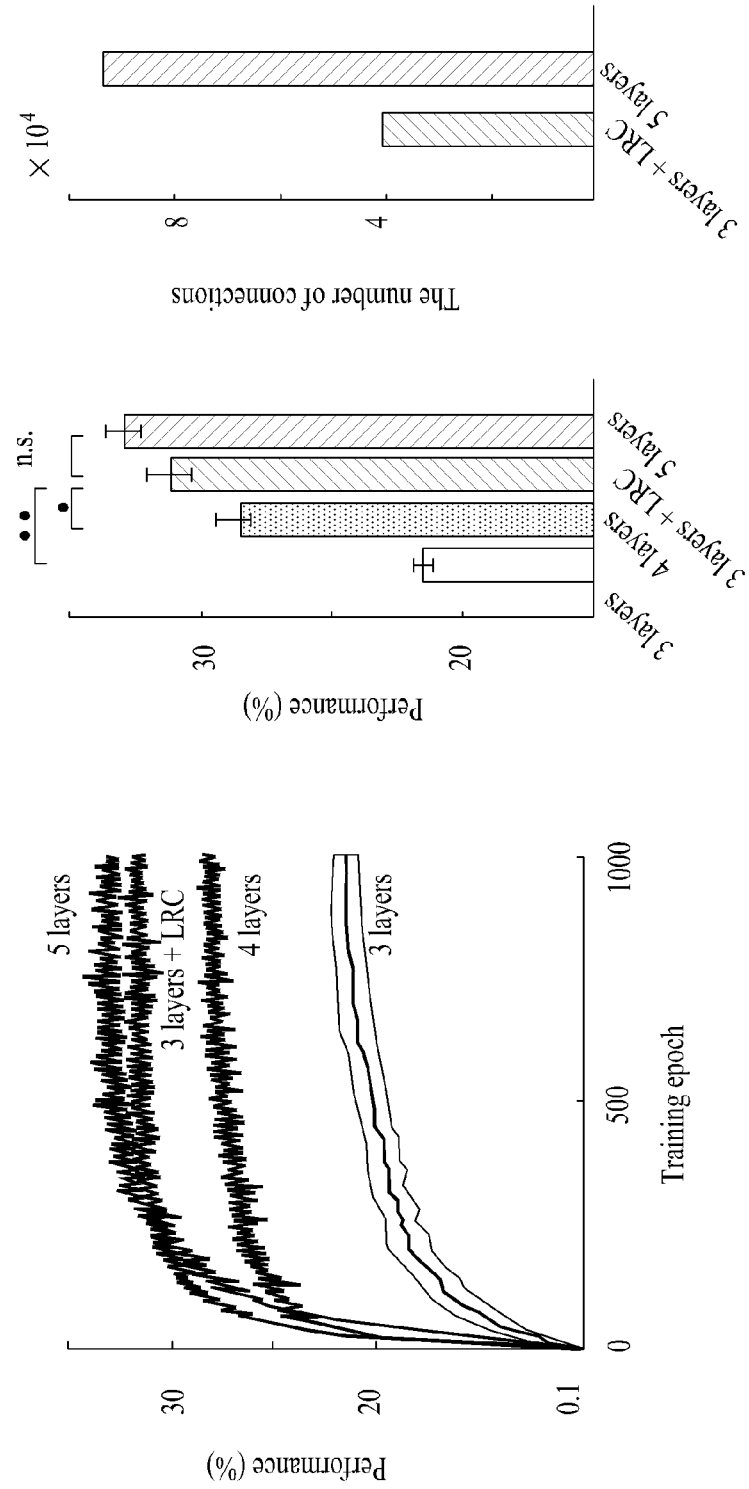 Performance (%)
30
20
0.1
0
500
1000
Training epoch
5 layers
3 layers + LRC
4 layers
3 layers
Performance (%)
30
20
n.s.
3 layers
4 layers
3 layers + LRC
5 layers
The number of connections
× 10⁴
8
4
3 layers + LRC
5 layers